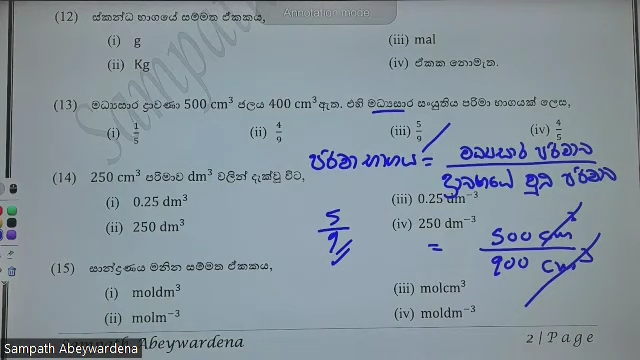 Annotation mode
(12) ස්කන්ධ භාගයේ සම්මත ඒකකය,
(i) g
(iii) mal
(ii) Kg
(iv) ඒකක නොමැත.
(13) මධ්‍යසාර ද්‍රාවණ 500 cm³ ජලය 400 cm³ ඇත. එහි මධ්‍යසාර සංයුතිය පරිමා භාගයක් ලෙස,
(i) 1/5
(ii) 4/9
(iii) 5/9
(iv) 4/5
පරිමා භාගය = මධ්‍යසාර පරිමාව / ද්‍රාවණයේ මුළු පරිමාව
(14) 250 cm³ පරිමාව dm³ වලින් දැක්වූ විට,
(i) 0.25 dm³
(iii) 0.25 dm⁻³
(ii) 250 dm³
(iv) 250 dm⁻³
5/9
= 500 cm³ / 900 cm³
(15) සාන්ද්‍රණය මනින සම්මත ඒකකය,
(i) moldm³
(iii) molcm³
(ii) molm⁻³
(iv) moldm⁻³
Sampath Abeywardena
2 | Page
Sampath Abeywardena